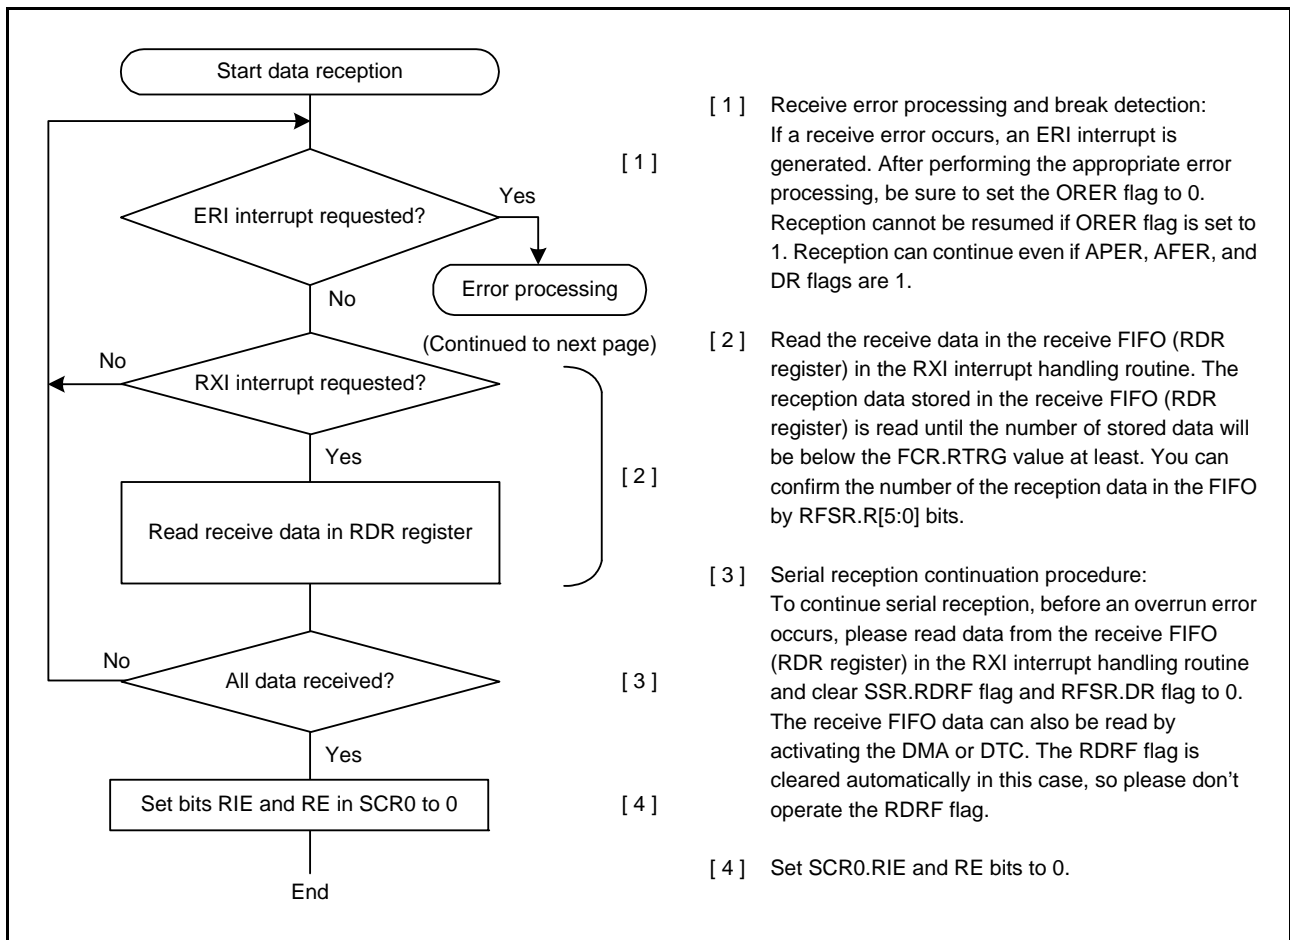 Start data reception
[ 1 ]
ERI interrupt requested?
Yes
Error processing
No
(Continued to next page)
No
RXI interrupt requested?
Yes
[ 2 ]
Read receive data in RDR register
No
All data received?
[ 3 ]
Yes
Set bits RIE and RE in SCR0 to 0
[ 4 ]
End
[ 1 ] Receive error processing and break detection:
If a receive error occurs, an ERI interrupt is
generated. After performing the appropriate error
processing, be sure to set the ORER flag to 0.
Reception cannot be resumed if ORER flag is set to
1. Reception can continue even if APER, AFER, and
DR flags are 1.
[ 2 ] Read the receive data in the receive FIFO (RDR
register) in the RXI interrupt handling routine. The
reception data stored in the receive FIFO (RDR
register) is read until the number of stored data will
be below the FCR.RTRG value at least. You can
confirm the number of the reception data in the FIFO
by RFSR.R[5:0] bits.
[ 3 ] Serial reception continuation procedure:
To continue serial reception, before an overrun error
occurs, please read data from the receive FIFO
(RDR register) in the RXI interrupt handling routine
and clear SSR.RDRF flag and RFSR.DR flag to 0.
The receive FIFO data can also be read by
activating the DMA or DTC. The RDRF flag is
cleared automatically in this case, so please don't
operate the RDRF flag.
[ 4 ] Set SCR0.RIE and RE bits to 0.